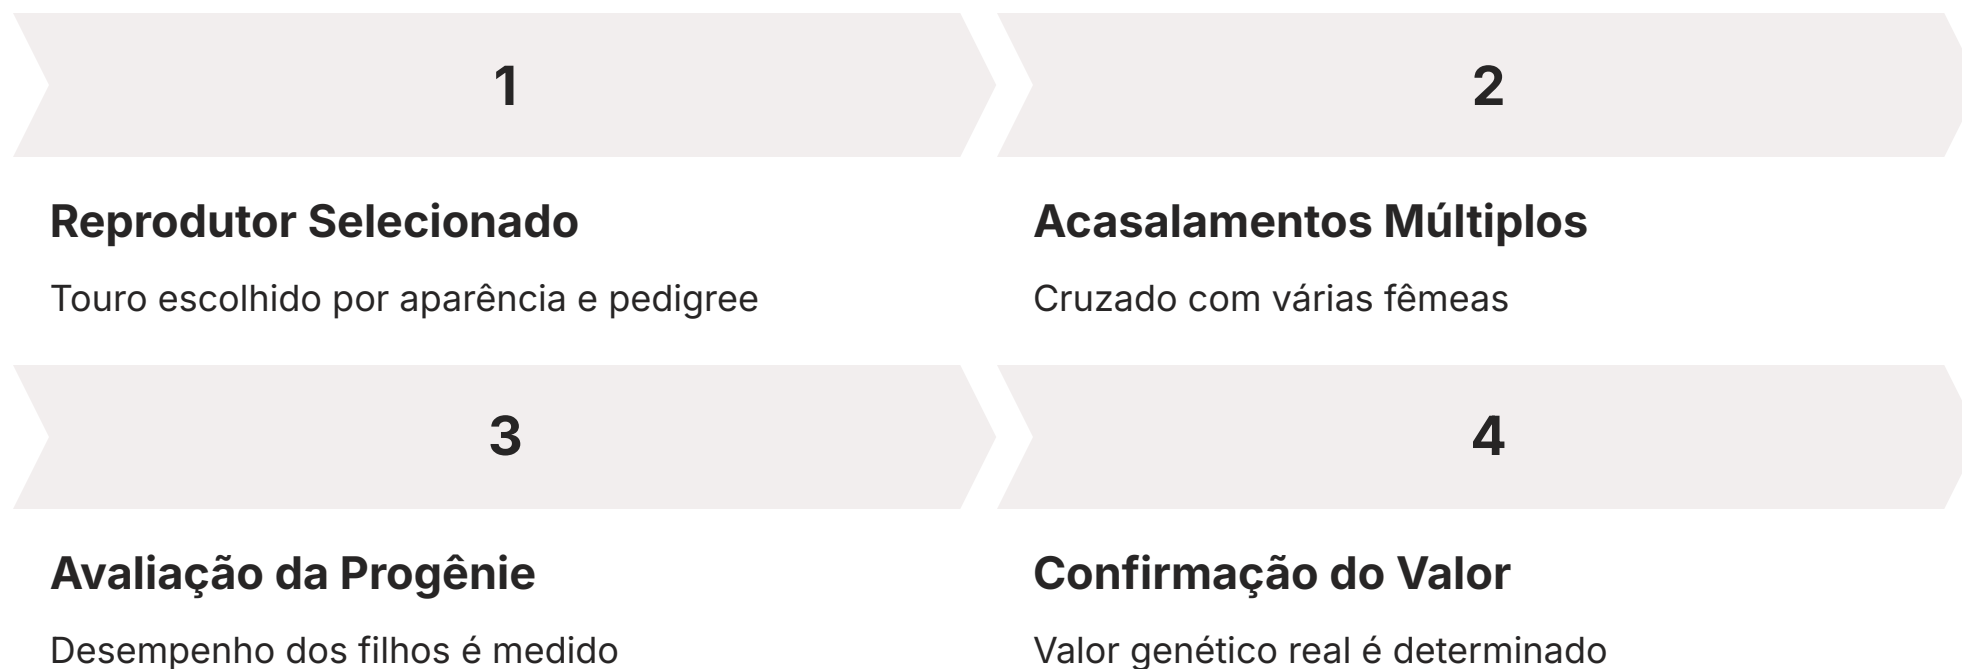 1
2
Reprodutor Selecionado
Touro escolhido por aparência e pedigree
Acasalamentos Múltiplos
Cruzado com várias fêmeas
3
4
Avaliação da Progênie
Desempenho dos filhos é medido
Confirmação do Valor
Valor genético real é determinado